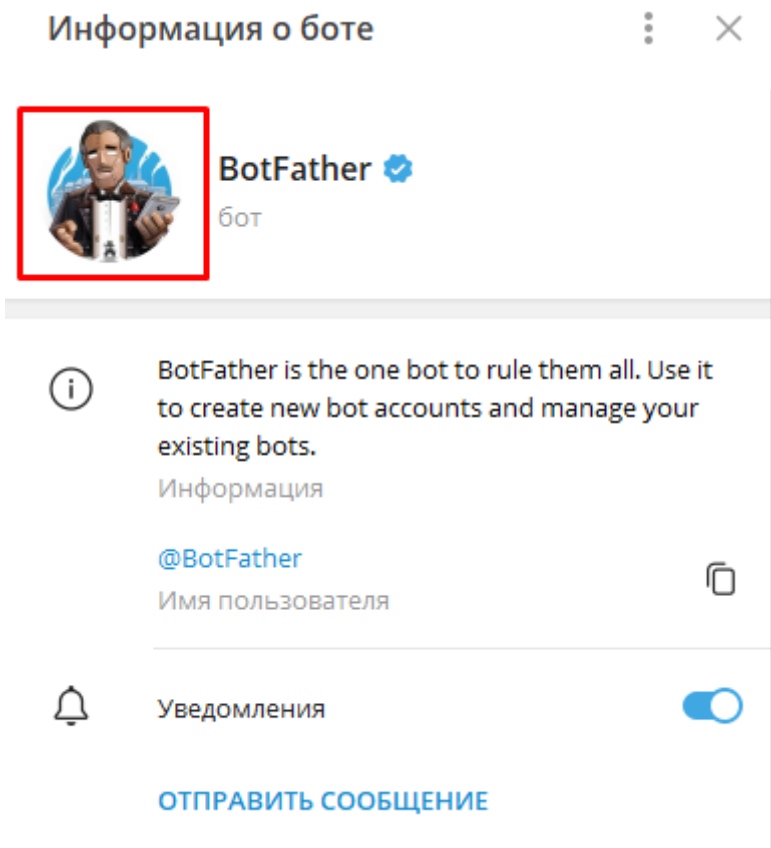 Информация о боте
BotFather
бот
BotFather is the one bot to rule them all. Use it
to create new bot accounts and manage your
existing bots.
Информация
@BotFather
Имя пользователя
Уведомления
ОТПРАВИТЬ СООБЩЕНИЕ